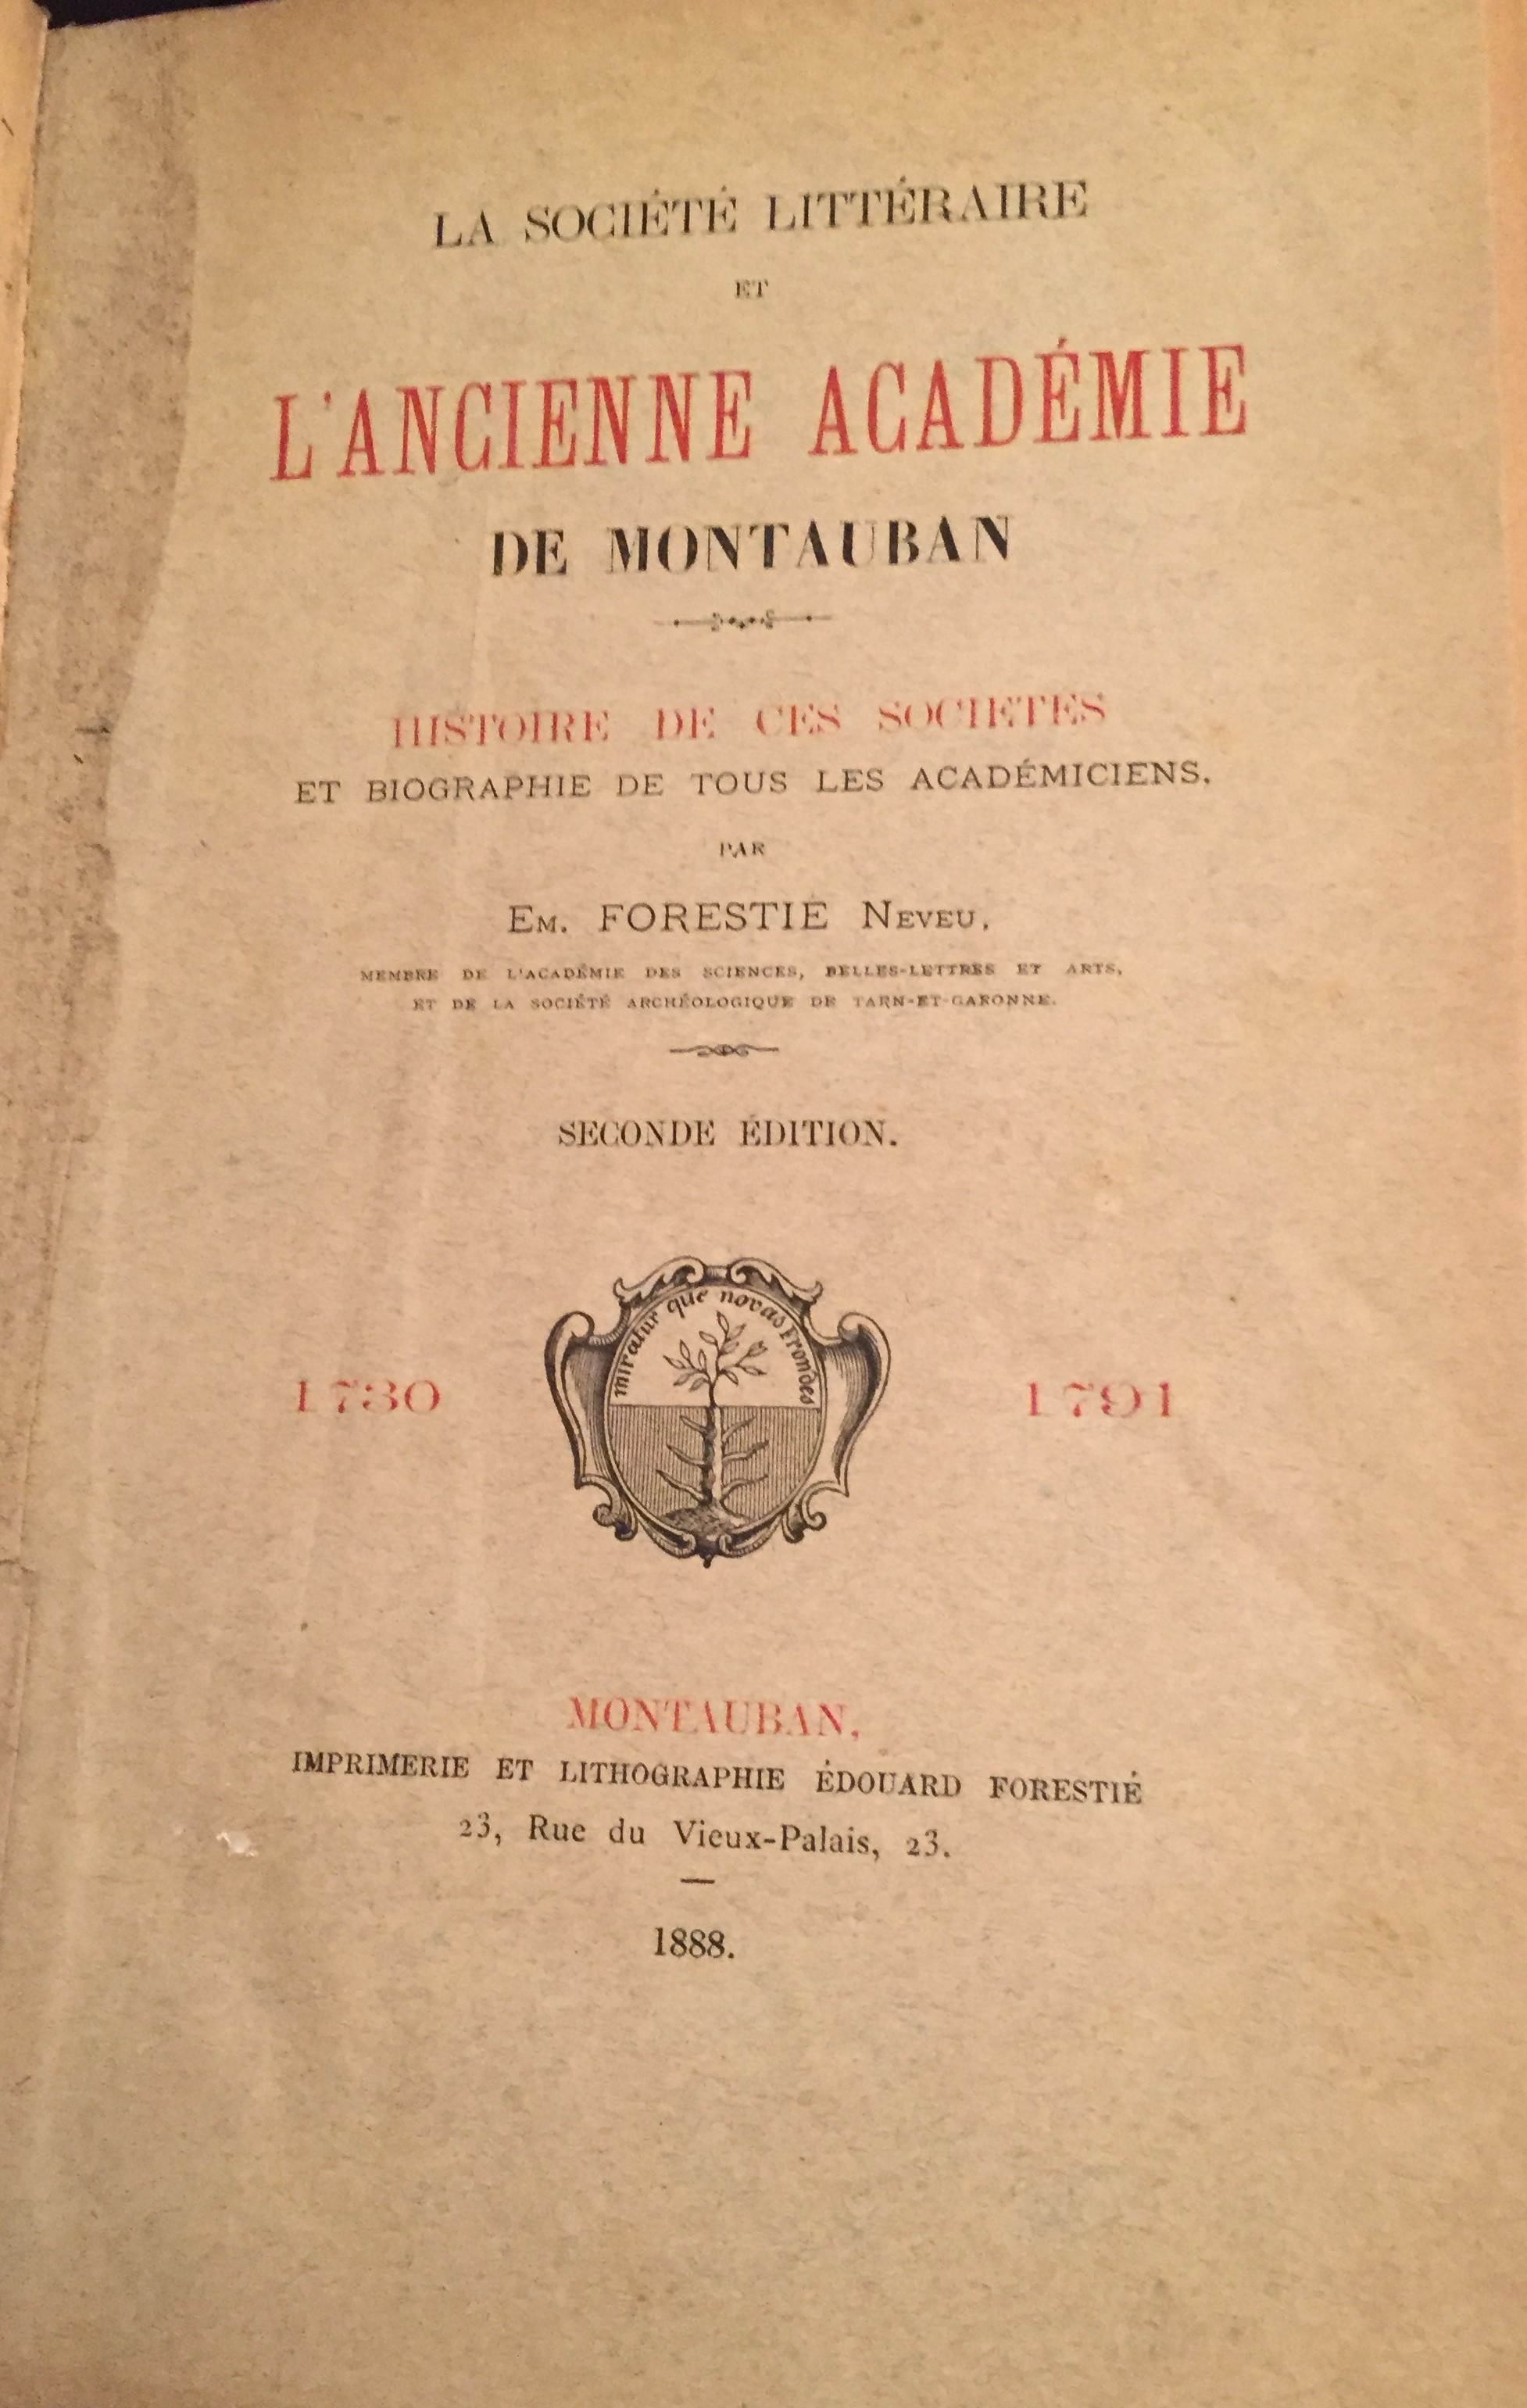 LA SOCIÉTÉ LITTÉRAIRE
ET
L'ANCIENNE ACADÉMIE
DE MONTAUBAN
HISTOIRE DE CES SOCIÉTÉS
ET BIOGRAPHIE DE TOUS LES ACADÉMICIENS,
PAR
EM. FORESTIÉ NEVEU,
MEMBRE DE L'ACADÉMIE DES SCIENCES, BELLES-LETTRES ET ARTS,
ET DE LA SOCIÉTÉ ARCHÉOLOGIQUE DE TARN-ET-GARONNE.
SECONDE ÉDITION.
miratur que novas frondes
1730 1791
MONTAUBAN,
IMPRIMERIE ET LITHOGRAPHIE ÉDOUARD FORESTIÉ
23, Rue du Vieux-Palais, 23.
1888.